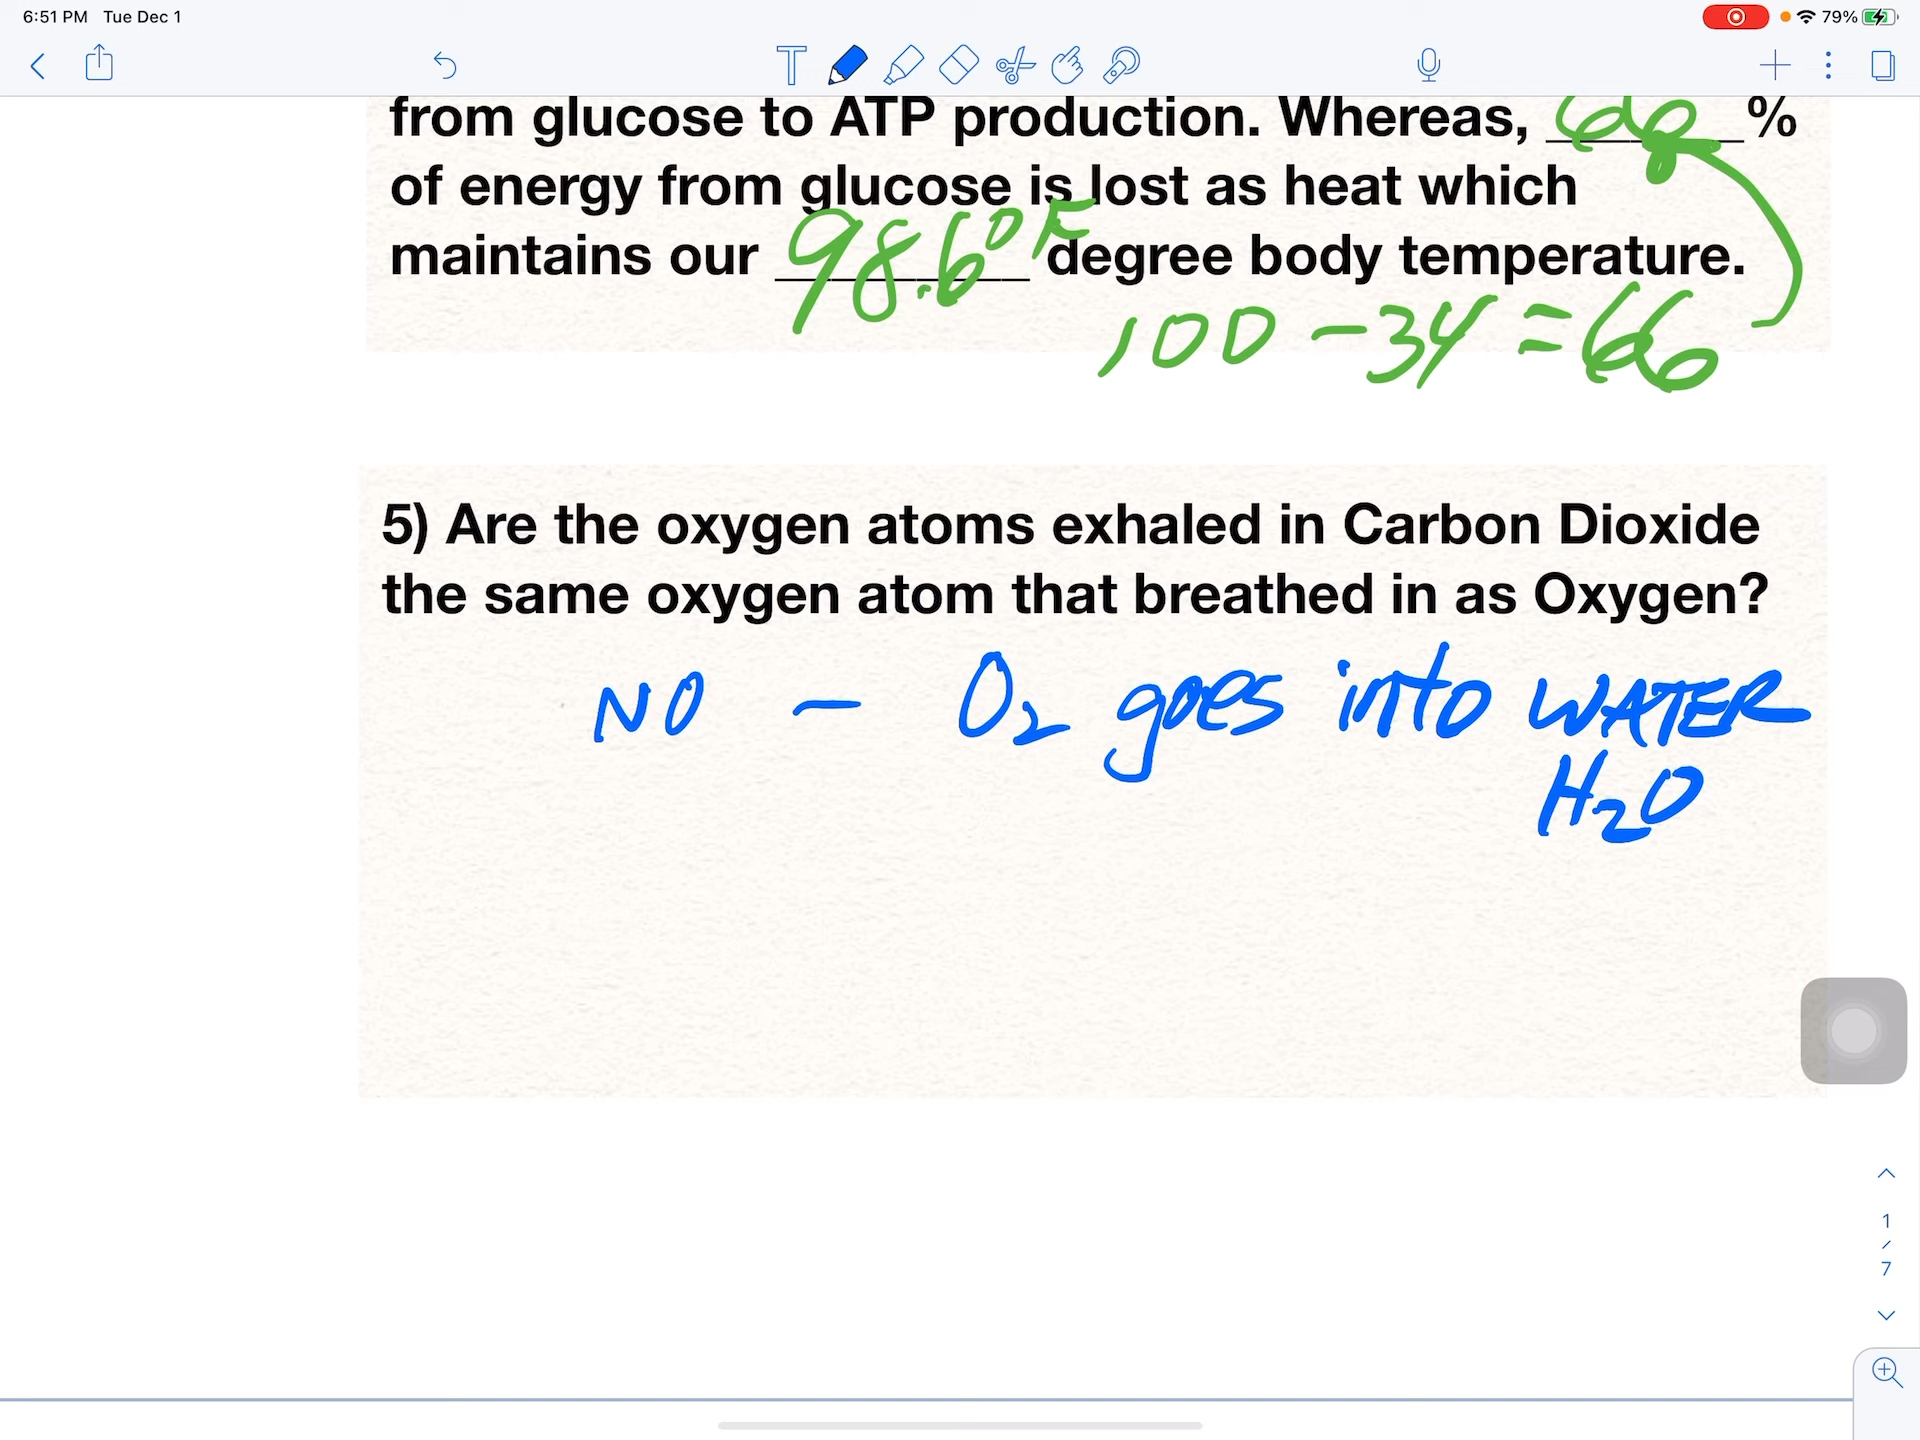 6:51 PM Tue Dec 1
79%
from glucose to ATP production. Whereas, 66 %
of energy from glucose is lost as heat which
maintains our 98.6°F degree body temperature.
100 - 34 = 66
5) Are the oxygen atoms exhaled in Carbon Dioxide
the same oxygen atom that breathed in as Oxygen?
NO - O₂ goes into WATER
H₂O
1
/
7